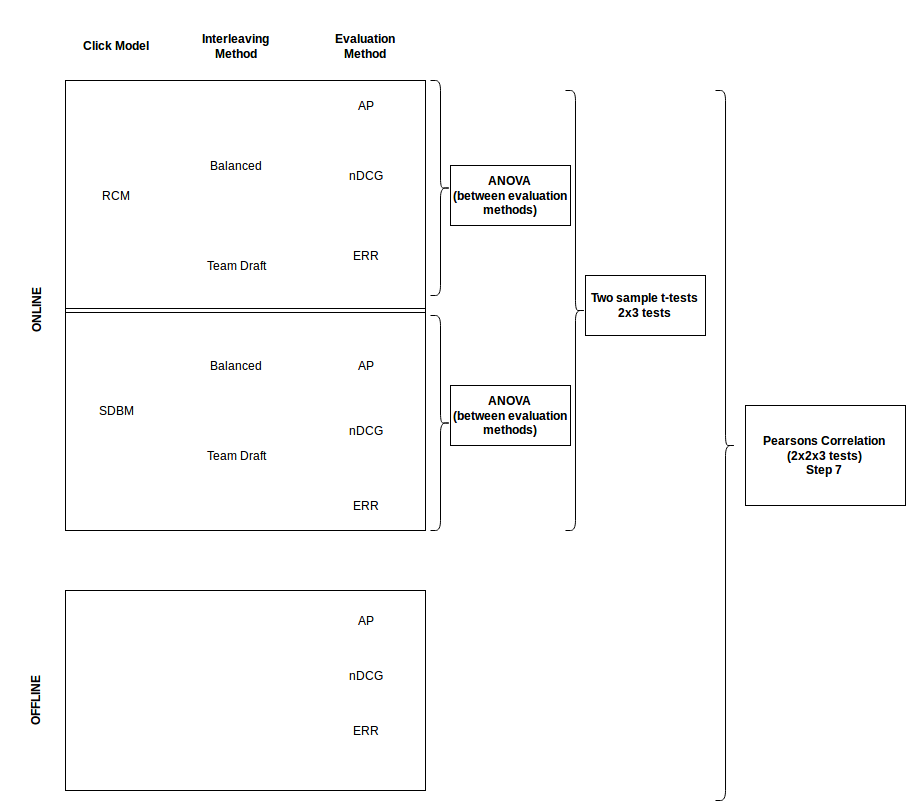 Click Model
Interleaving
Method
Evaluation
Method
ONLINE
RCM
Balanced
Team Draft
AP
nDCG
ERR
ANOVA
(between evaluation
methods)
SDBM
Balanced
Team Draft
AP
nDCG
ERR
ANOVA
(between evaluation
methods)
Two sample t-tests
2x3 tests
OFFLINE
AP
nDCG
ERR
Pearsons Correlation
(2x2x3 tests)
Step 7